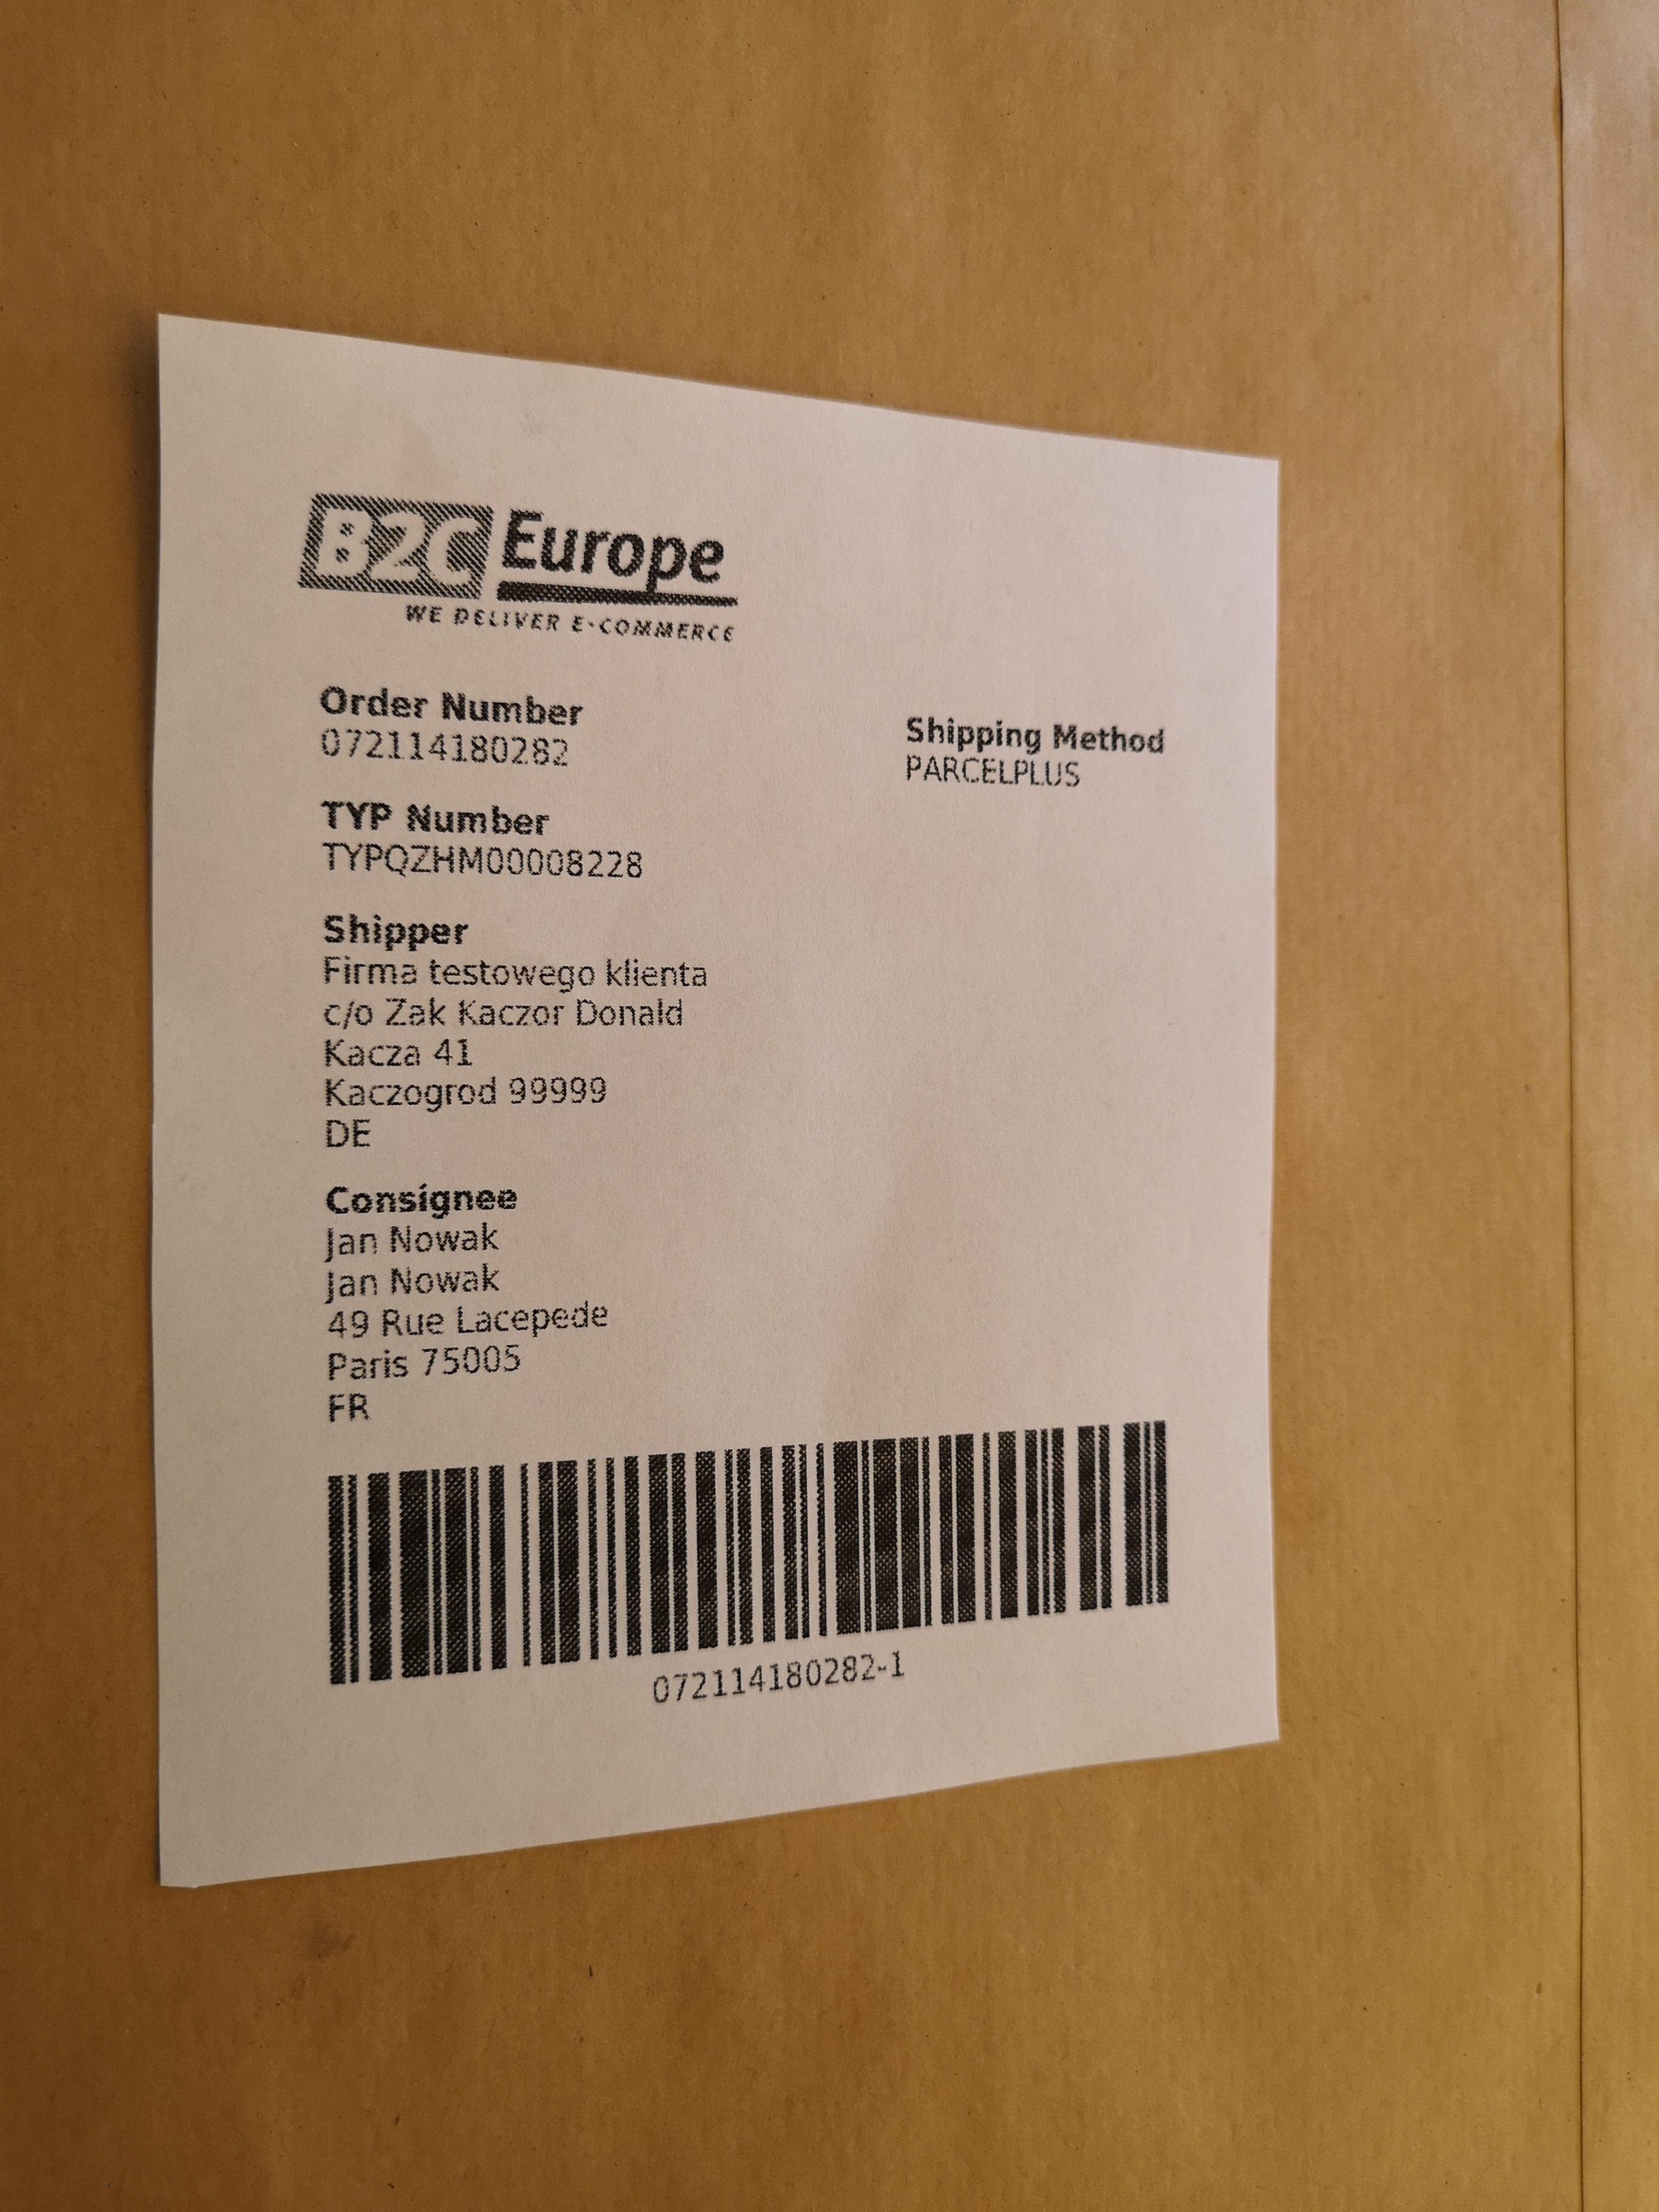 B2C Europe
WE DELIVER E-COMMERCE
Order Number
072114180282
Shipping Method
PARCELPLUS
TYP Number
TYPQZHM00008228
Shipper
Firma testowego klienta
c/o Zak Kaczor Donald
Kacza 41
Kaczogrod 99999
DE
Consignee
Jan Nowak
Jan Nowak
49 Rue Lacepede
Paris 75005
FR
072114180282-1